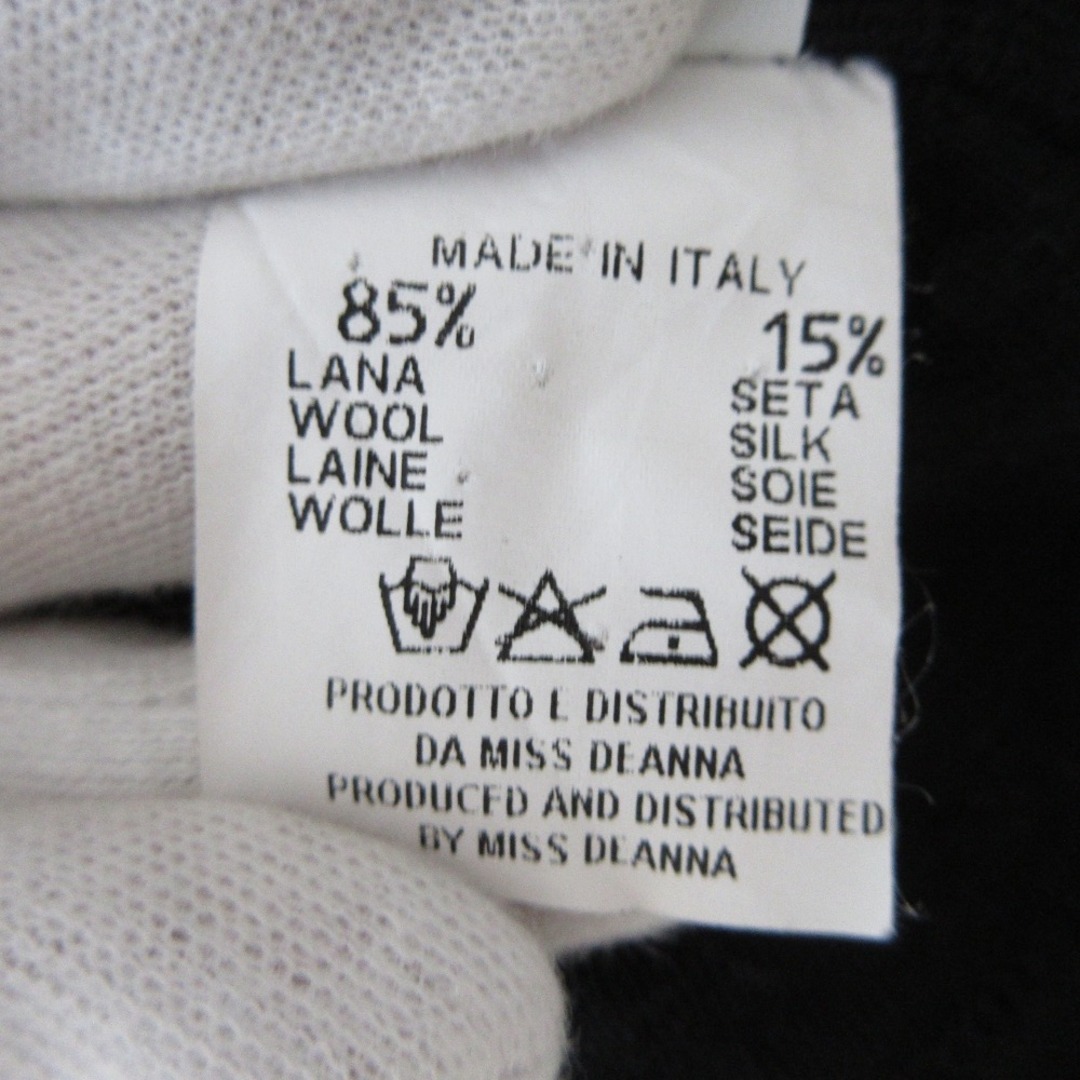 MADE IN ITALY
85% 15%
LANA SETA
WOOL SILK
LAINE SOIE
WOLLE SEIDE
PRODOTTO E DISTRIBUITO
DA MISS DEANNA
PRODUCED AND DISTRIBUTED
BY MISS DEANNA